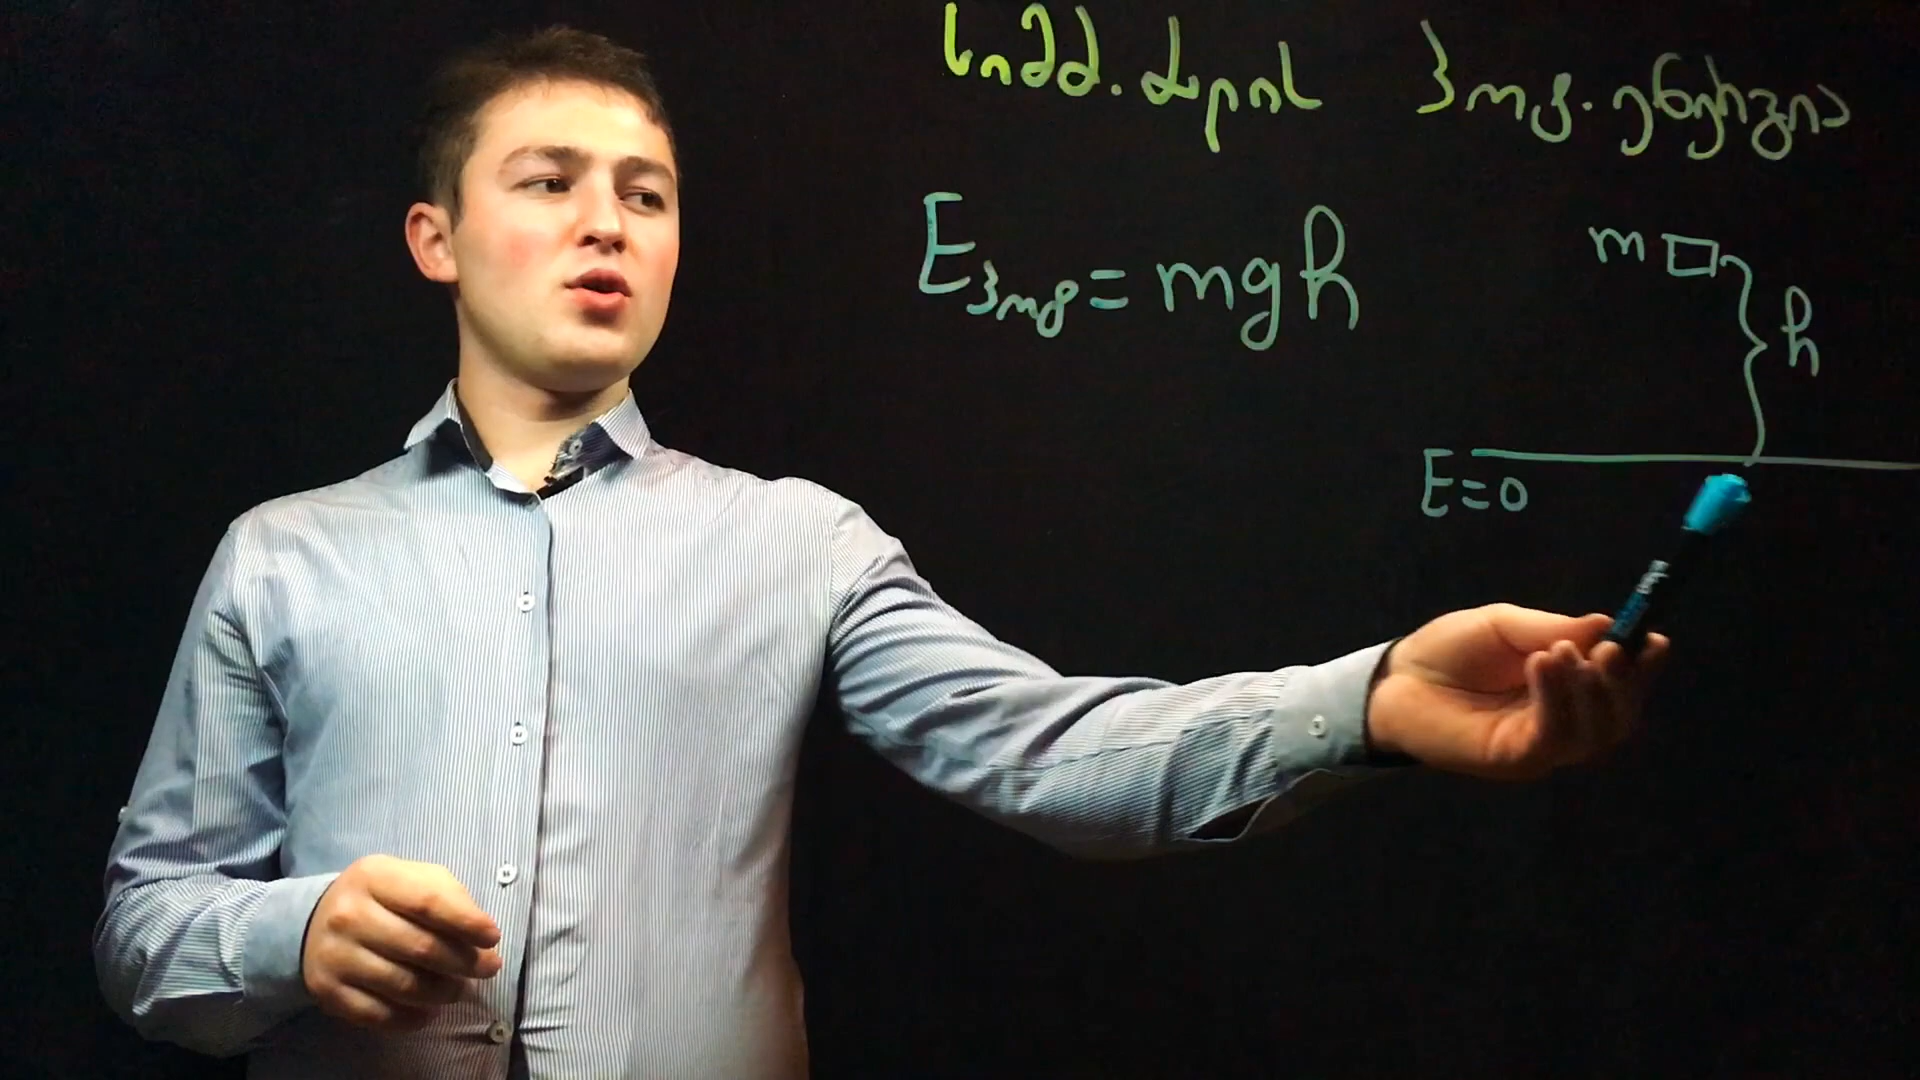 სიმძ. ძალის პოტ. ენერგია
Eპოტ = mgh
m
h
E=0